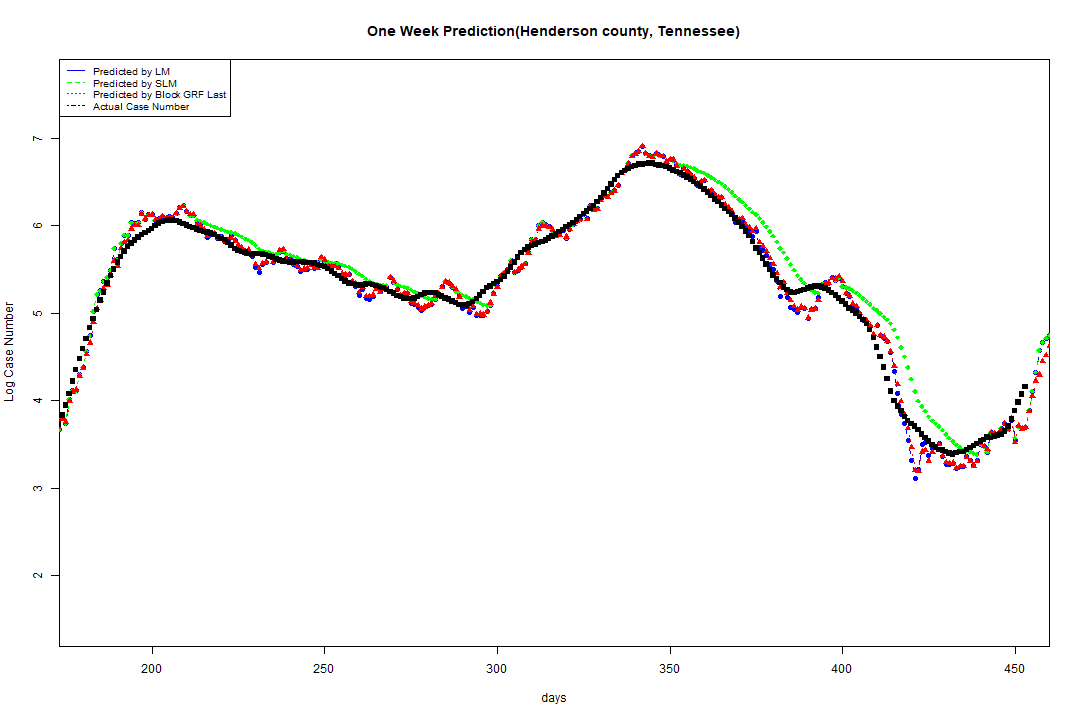 One Week Prediction(Henderson county, Tennessee)
Predicted by LM
Predicted by SLM
Predicted by Block GRF Last
Actual Case Number
7
6
5
4
3
2
Log Case Number
200 250 300 350 400 450
days